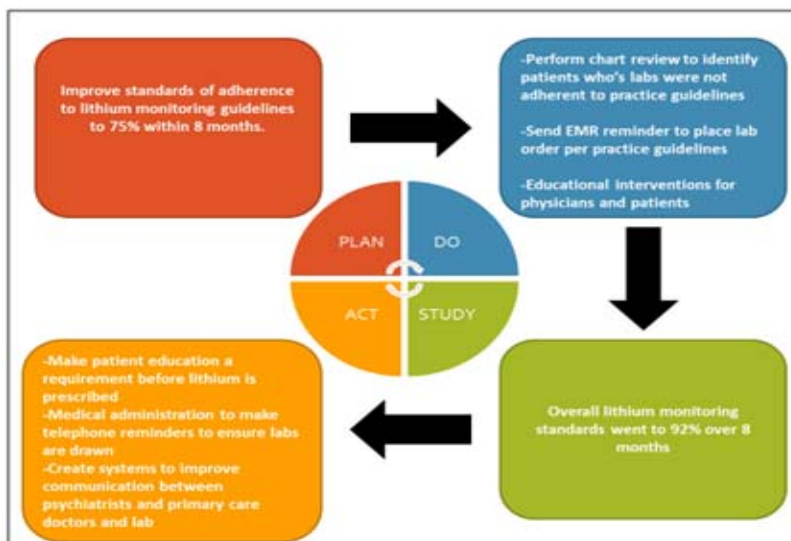 Improve standards of adherence
to lithium monitoring guidelines
to 75% within 8 months.
-Perform chart review to identify
patients who's labs were not
adherent to practice guidelines
-Send EMR reminder to place lab
order per practice guidelines
-Educational interventions for
physicians and patients
PLAN
DO
ACT
STUDY
-Make patient education a
requirement before lithium is
prescribed
-Medical administration to make
telephone reminders to ensure labs
are drawn
-Create systems to improve
communication between
psychiatrists and primary care
doctors and lab
Overall lithium monitoring
standards went to 92% over 8
months